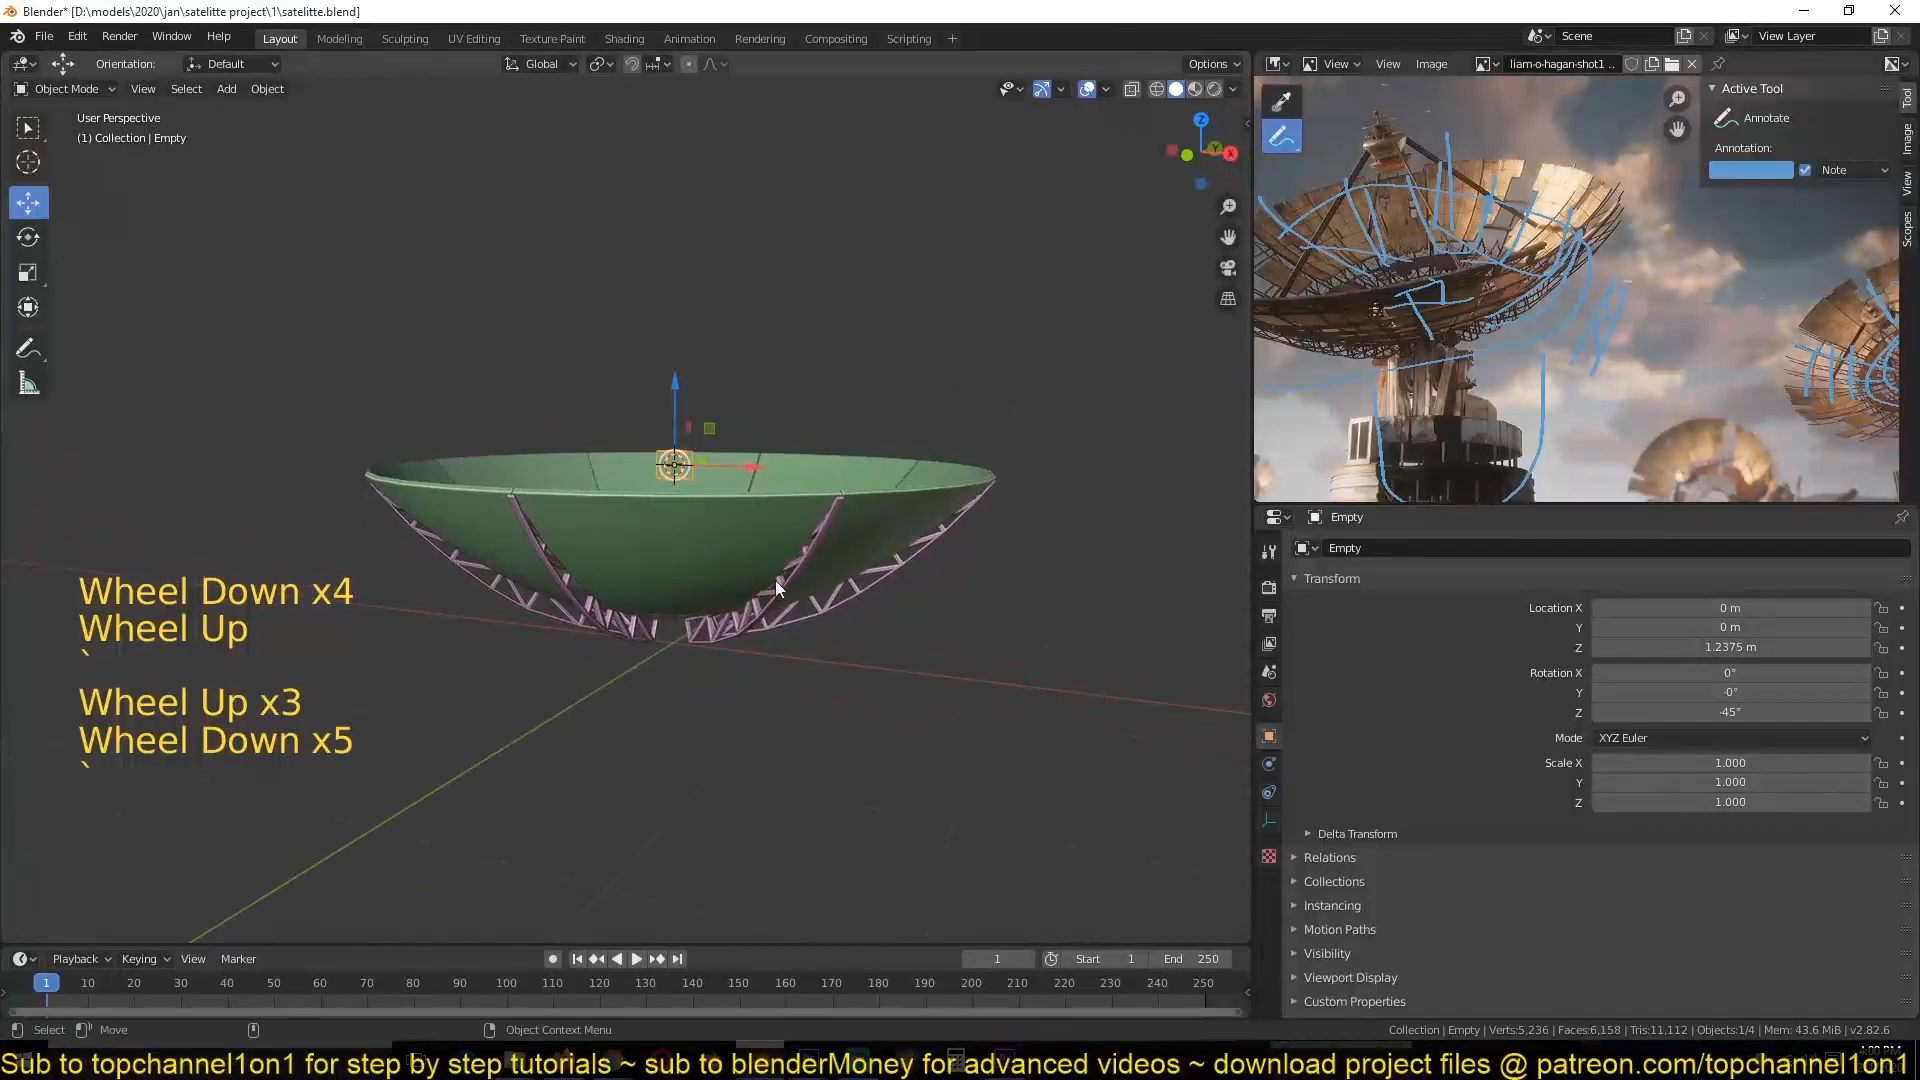 Blender* [D:\models\2020\jan\satelitte project\1\satelitte.blend]
File Edit Render Window Help Layout Modeling Sculpting UV Editing Texture Paint Shading Animation Rendering Compositing Scripting + Scene View Layer
Orientation: Default Global Options View View Image liam-o-hagan-shot1 ..
Object Mode View Select Add Object
User Perspective
(1) Collection | Empty
Z
Y
X
Active Tool
Annotate
Annotation:
Note
Tool
Image
View
Scopes
Wheel Down x4
Wheel Up
`
Wheel Up x3
Wheel Down x5
`
Empty
Empty
Transform
Location X 0 m
Y 0 m
Z 1.2375 m
Rotation X 0°
Y -0°
Z -45°
Mode XYZ Euler
Scale X 1.000
Y 1.000
Z 1.000
Delta Transform
Relations
Collections
Instancing
Motion Paths
Visibility
Viewport Display
Custom Properties
Playback Keying View Marker 1 Start 1 End 250
1 10 20 30 40 50 60 70 80 90 100 110 120 130 140 150 160 170 180 190 200 210 220 230 240 250
Select Move Object Context Menu Collection | Empty | Verts:5,236 | Faces:6,158 | Tris:11,112 | Objects:1/4 | Mem: 43.6 MiB | v2.82.6
4:00 PM
Sub to topchannel1on1 for step by step tutorials ~ sub to blenderMoney for advanced videos ~ download project files @ patreon.com/topchannel1on1